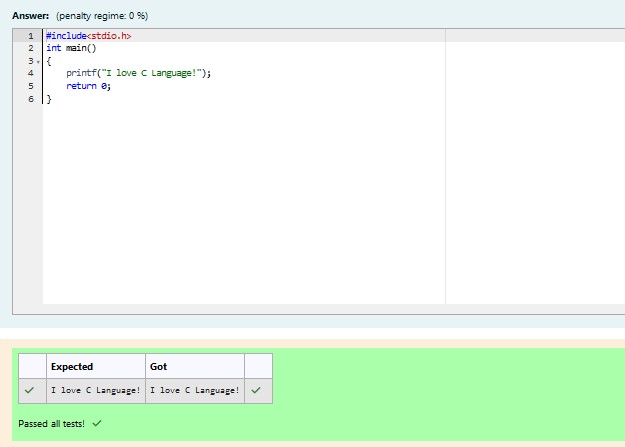 Answer: (penalty regime: 0 %)
1 #include<stdio.h>
2 int main()
3 {
4 printf("I love C Language!");
5 return 0;
6 }
Expected Got
I love C Language! I love C Language!
Passed all tests!